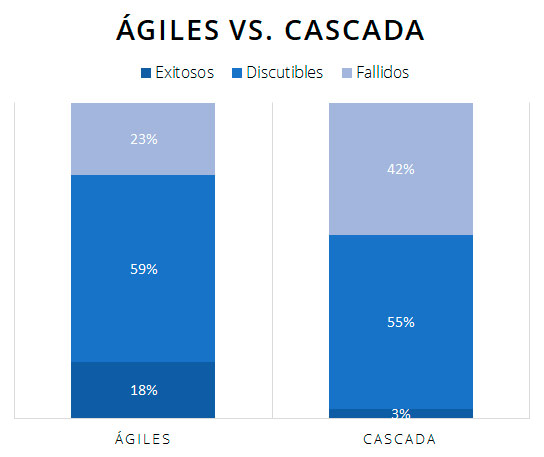 ÁGILES VS. CASCADA
Exitosos Discutibles Fallidos
23% 42%
59% 55%
18% 3%
ÁGILES CASCADA